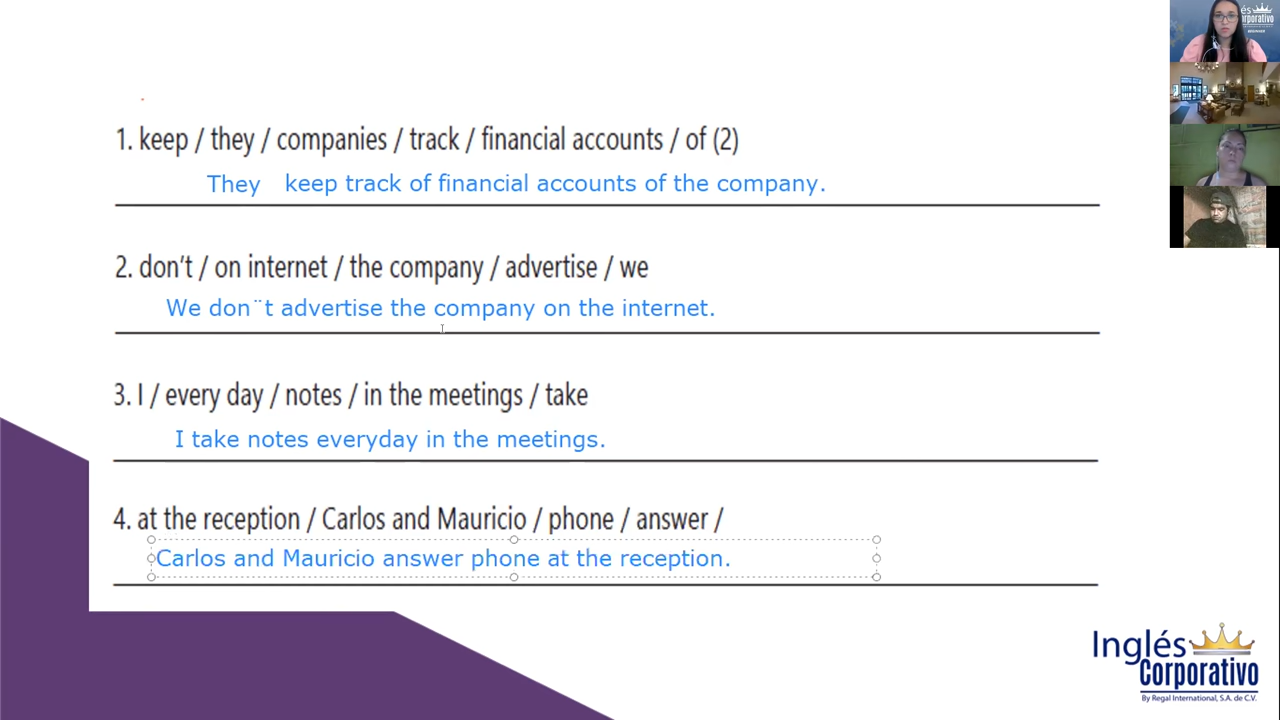 1. keep / they / companies / track / financial accounts / of (2)
They keep track of financial accounts of the company.
2. don't / on internet / the company / advertise / we
We don¨t advertise the company on the internet.
3. I / every day / notes / in the meetings / take
I take notes everyday in the meetings.
4. at the reception / Carlos and Mauricio / phone / answer /
Carlos and Mauricio answer phone at the reception.
Inglés
Corporativo
By Regal International, S.A. de C.V.